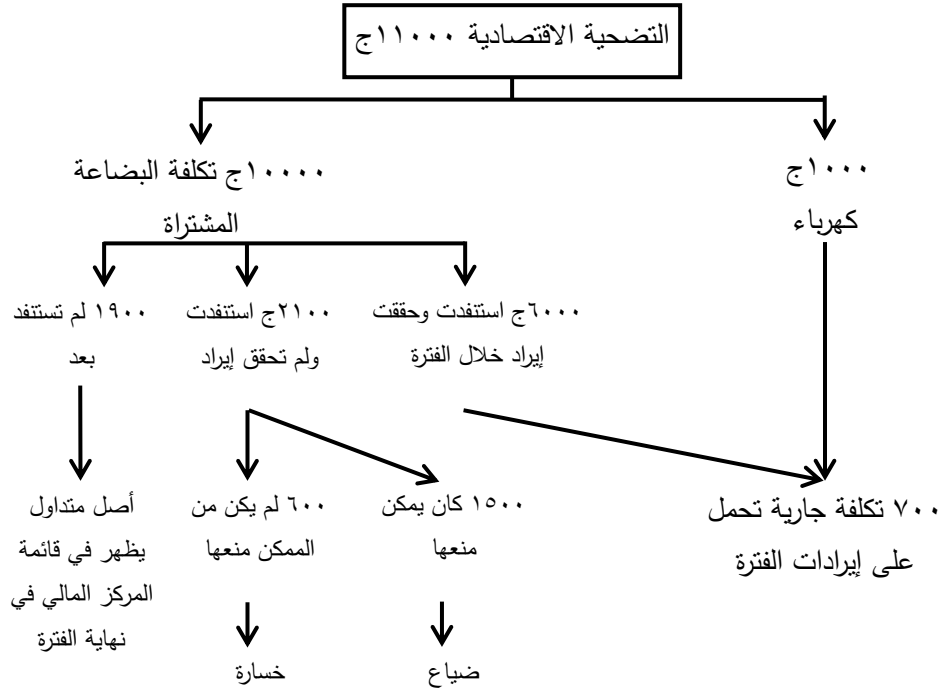 التضحية الاقتصادية ١١٠٠٠ج
١٠٠٠ج
كهرباء
١٠٠٠٠ج تكلفة البضاعة
المشتراة
٦٠٠٠ج استنفدت وحققت
إيراد خلال الفترة
٢١٠٠ج استنفدت
ولم تحقق إيراد
١٩٠٠ لم تستنفد
بعد
٧٠٠ تكلفة جارية تحمل
على إيرادات الفترة
١٥٠٠ كان يمكن
منعها
٦٠٠ لم يكن من
الممكن منعها
أصل متداول
يظهر في قائمة
المركز المالي في
نهاية الفترة
ضياع
خسارة